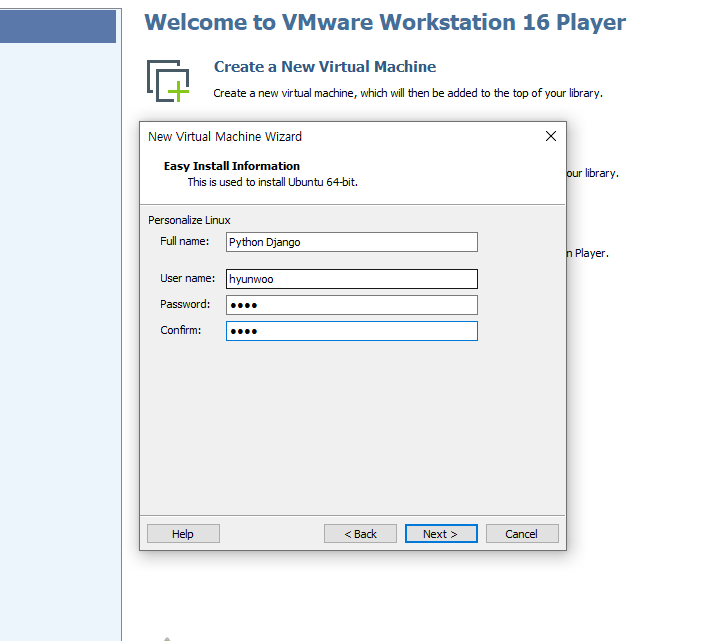 Welcome to VMware Workstation 16 Player
Create a New Virtual Machine
Create a new virtual machine, which will then be added to the top of your library.
New Virtual Machine Wizard
Easy Install Information
This is used to install Ubuntu 64-bit.
our library.
Personalize Linux
Full name: Python Django
n Player.
User name: hyunwoo
Password: ●●●●
Confirm: ●●●●
Help < Back Next > Cancel